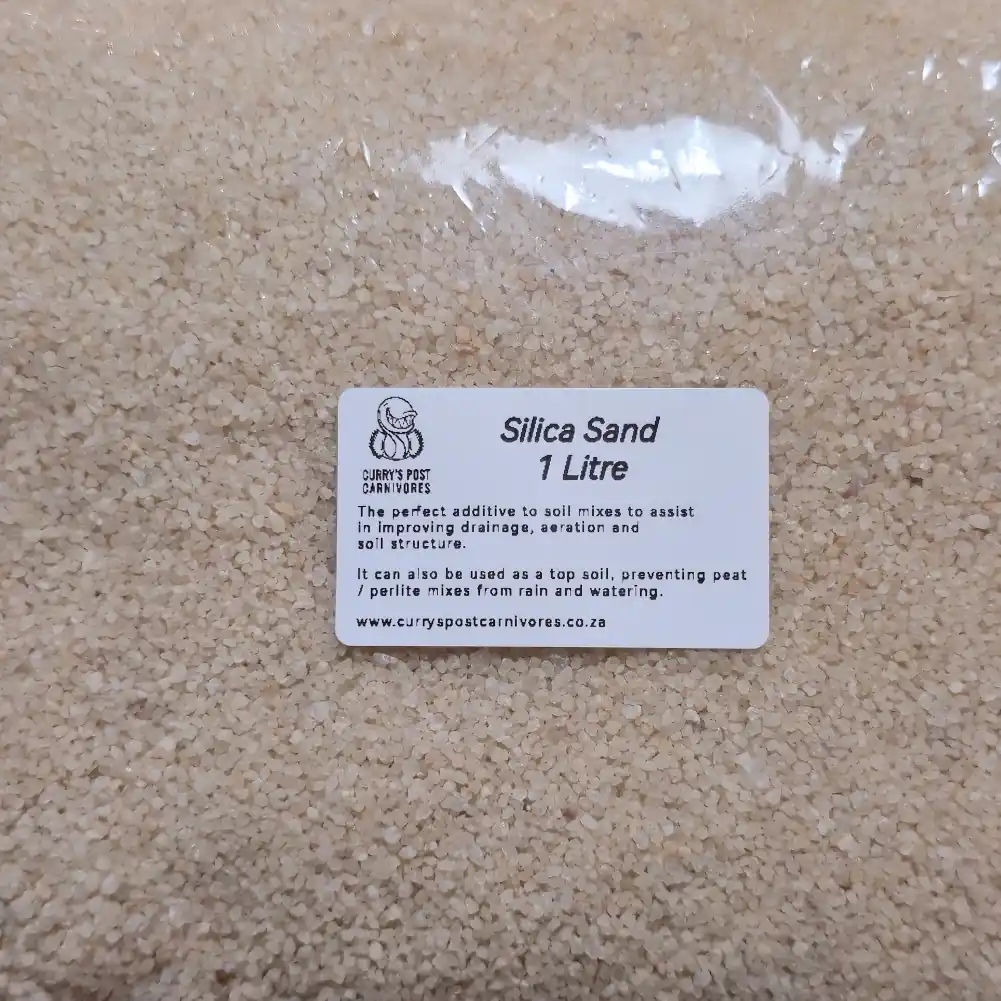 Silica Sand
1 Litre
CURRY'S POST
CARNIVORES
The perfect additive to soil mixes to assist
in improving drainage, aeration and
soil structure.
It can also be used as a top soil, preventing peat
/ perlite mixes from rain and watering.
www.curryspostcarnivores.co.za